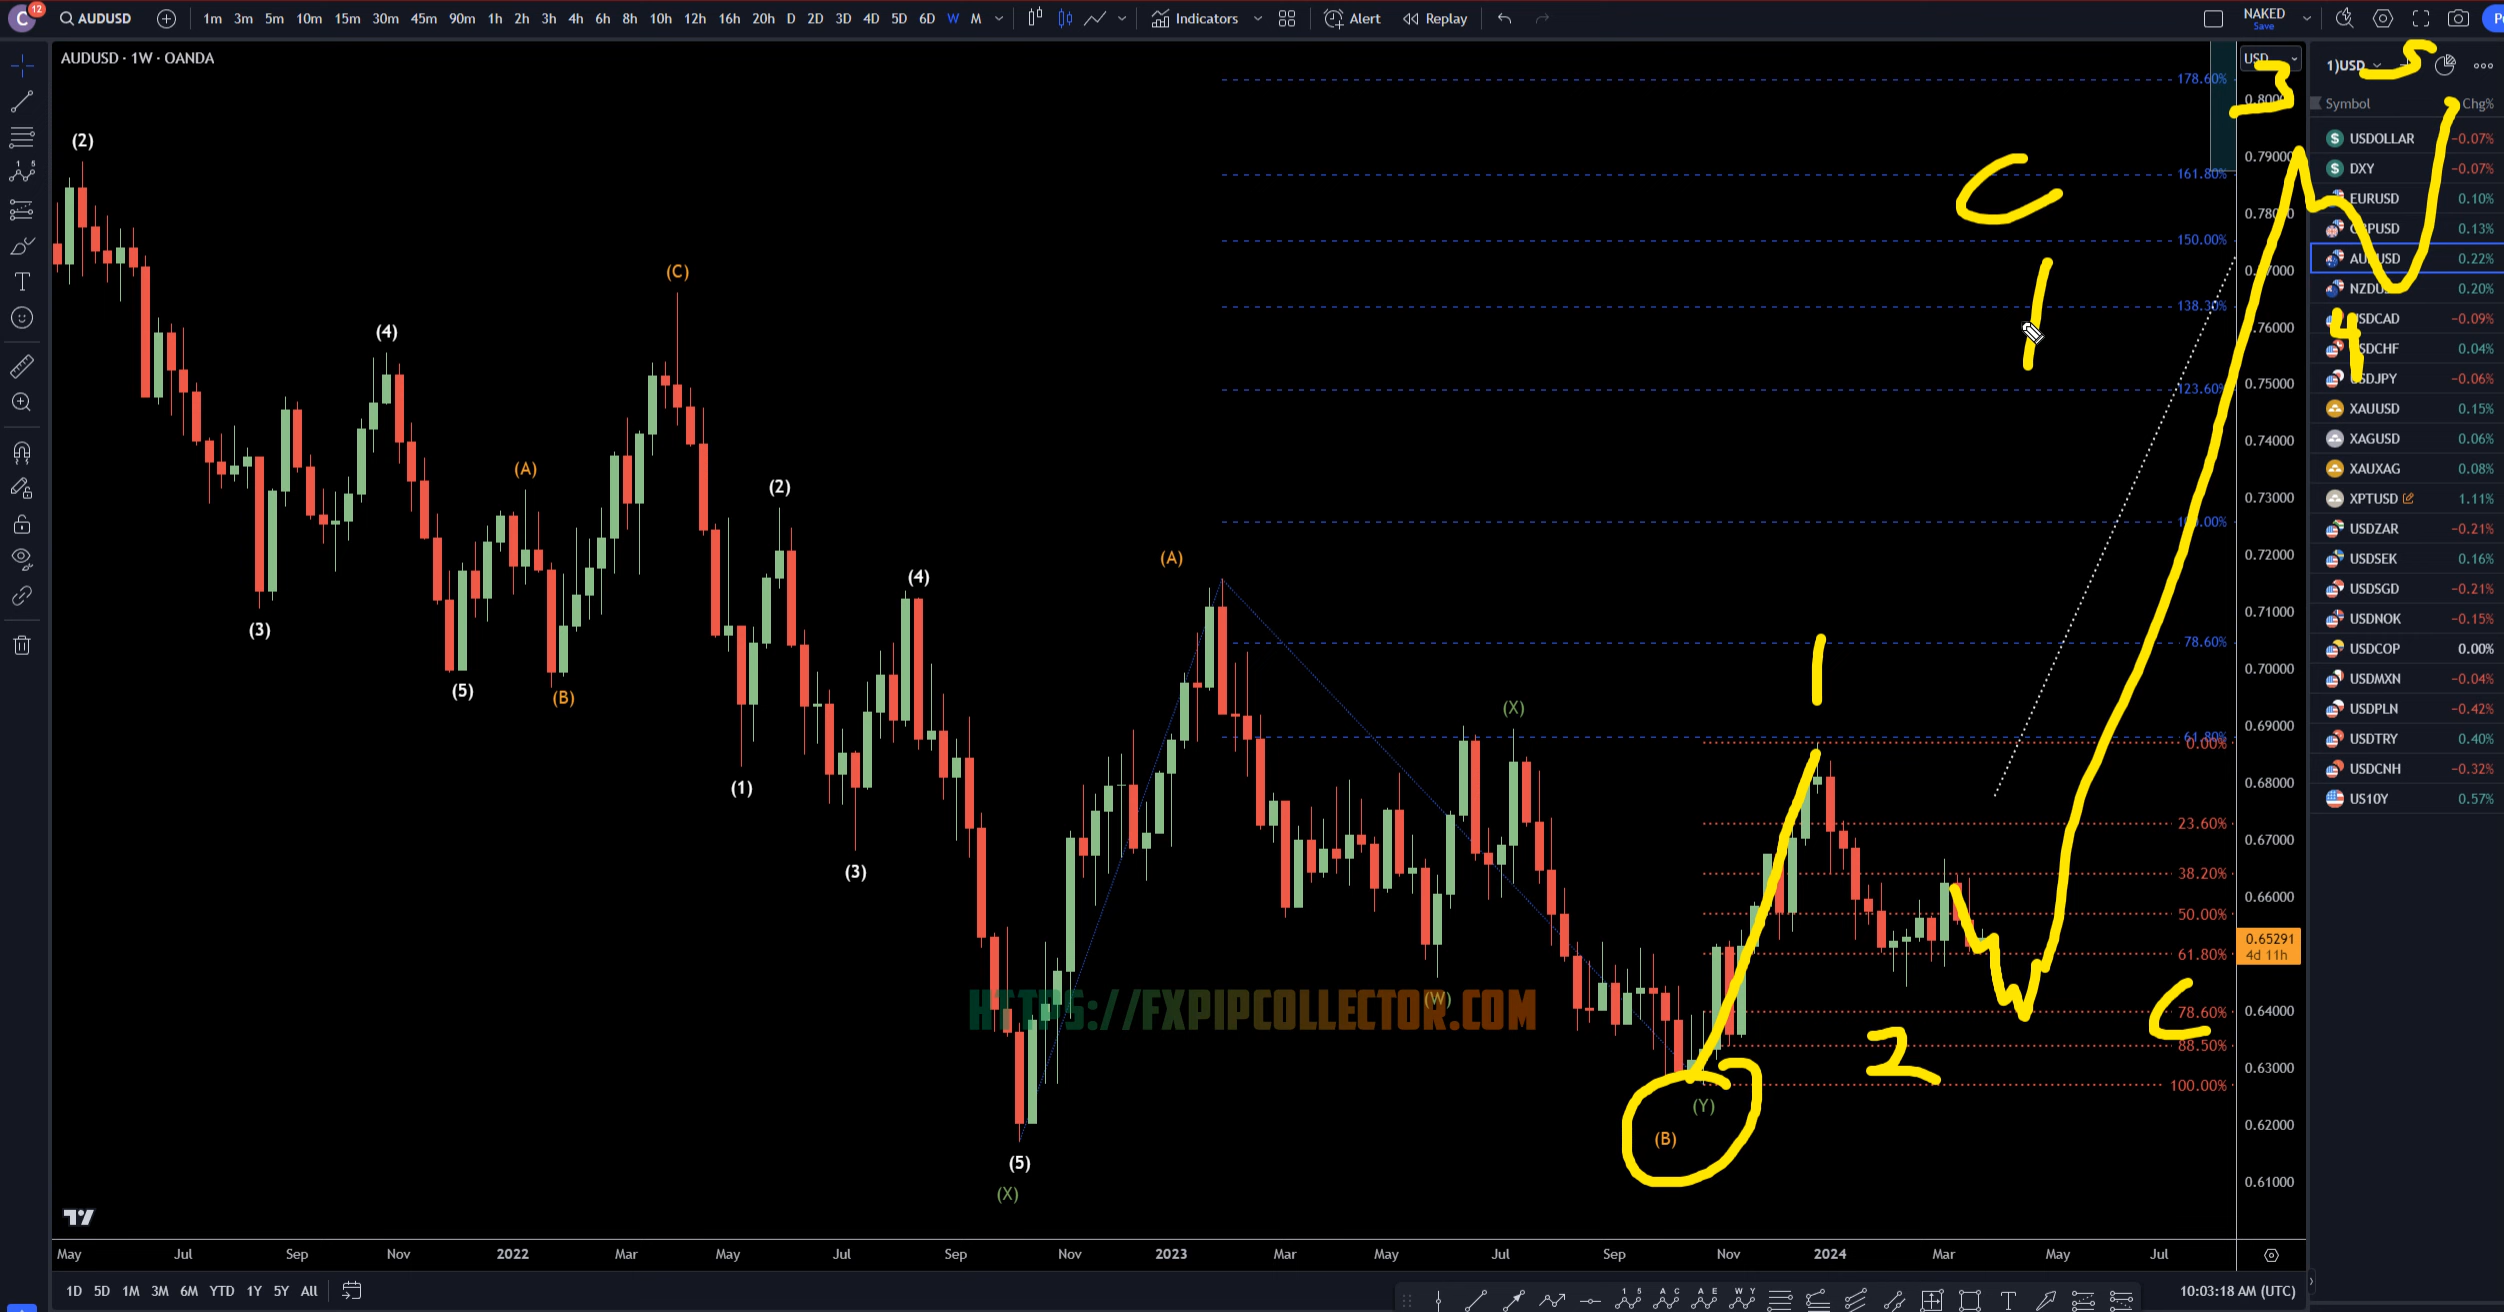 C 12 AUDUSD 1m 3m 5m 10m 15m 30m 45m 90m 1h 2h 3h 4h 6h 8h 10h 12h 16h 20h D 2D 3D 4D 5D 6D W M Indicators Alert Replay NAKED Save
AUDUSD · 1W · OANDA
USD
1)USD
5
3
Symbol Chg%
USDOLLAR −0.07%
DXY −0.07%
EURUSD 0.10%
0.13%
0.22%
0.20%
−0.09%
0.04%
−0.06%
XAUUSD 0.15%
XAGUSD 0.06%
XAUXAG 0.08%
XPTUSD 1.11%
USDZAR −0.21%
USDSEK 0.16%
USDSGD −0.21%
USDNOK −0.15%
USDCOP 0.00%
USDMXN −0.04%
USDPLN −0.42%
USDTRY 0.40%
USDCNH −0.32%
US10Y 0.57%
4
178.60%
161.80%
150.00%
78.60%
0.00%
23.60%
38.20%
50.00%
61.80%
78.60%
88.50%
100.00%
0.79000
0.75000
0.74000
0.73000
0.72000
0.71000
0.70000
0.69000
0.68000
0.67000
0.66000
0.65291
4d 11h
0.64000
0.63000
0.62000
0.61000
(2)
(4)
(3)
(5)
(A)
(B)
(C)
(2)
(4)
(1)
(3)
(5)
(X)
(A)
(X)
(W)
(Y)
(B)
C
1
1
2
C
HTTPS://FXPIPCOLLECTOR.COM
May Jul Sep Nov 2022 Mar May Jul Sep Nov 2023 Mar May Jul Sep Nov 2024 Mar May Jul
1D 5D 1M 3M 6M YTD 1Y 5Y All 10:03:18 AM (UTC)